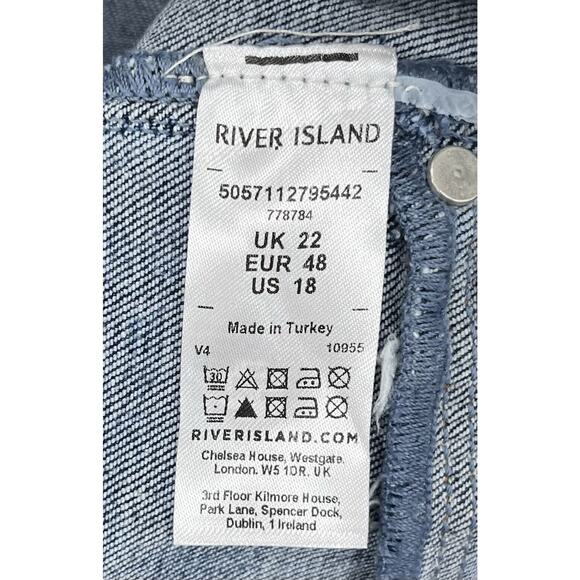 RIVER ISLAND
5057112795442
778784
UK 22
EUR 48
US 18
Made in Turkey
V4 10955
30
RIVERISLAND.COM
Chelsea House, Westgate.
London. W5 1DR. UK
3rd Floor Kilmore House,
Park Lane, Spencer Dock,
Dublin, 1 Ireland